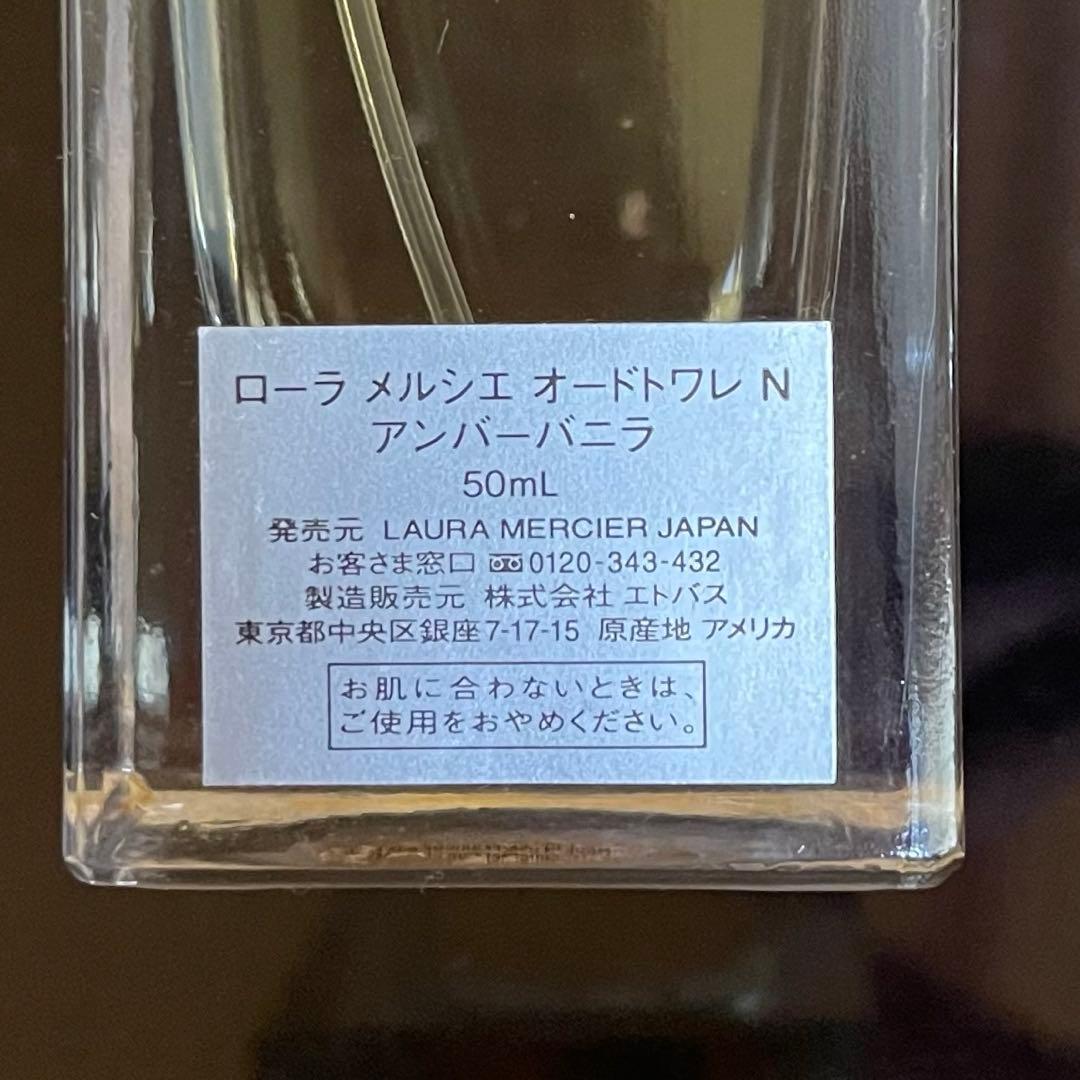 ローラ メルシエ オードトワレ N
アンバーバニラ
50mL
発売元 LAURA MERCIER JAPAN
お客さま窓口 0120-343-432
製造販売元 株式会社 エトバス
東京都中央区銀座7-17-15 原産地 アメリカ
お肌に合わないときは、
ご使用をおやめください。